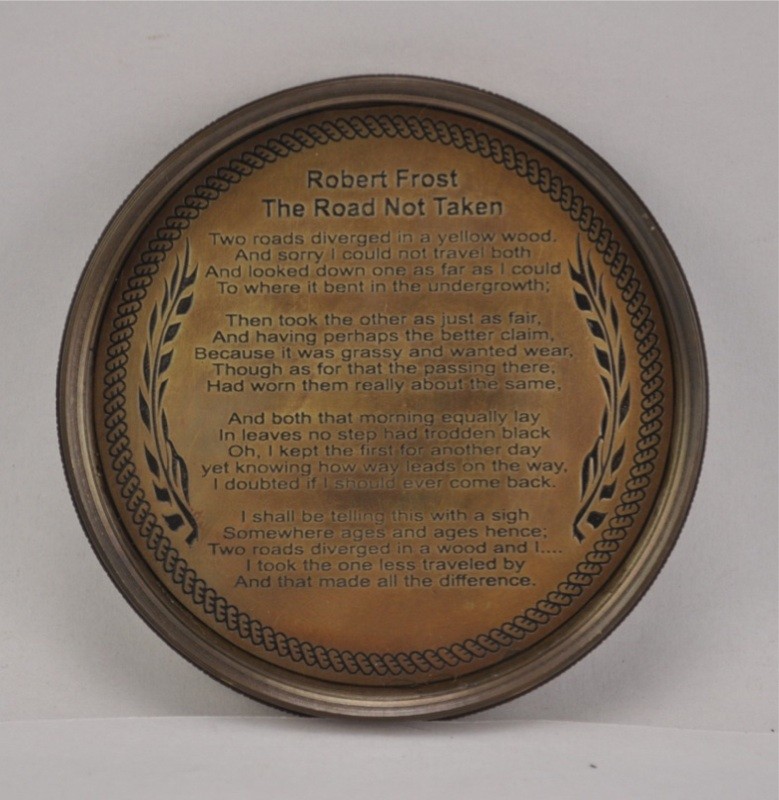 Robert Frost
The Road Not Taken
Two roads diverged in a yellow wood,
And sorry I could not travel both
And looked down one as far as I could
To where it bent in the undergrowth;
Then took the other as just as fair,
And having perhaps the better claim,
Because it was grassy and wanted wear,
Though as for that the passing there,
Had worn them really about the same,
And both that morning equally lay
In leaves no step had trodden black
Oh, I kept the first for another day
yet knowing how way leads on the way,
I doubted if I should ever come back.
I shall be telling this with a sigh
Somewhere ages and ages hence;
Two roads diverged in a wood and I....
I took the one less traveled by
And that made all the difference.